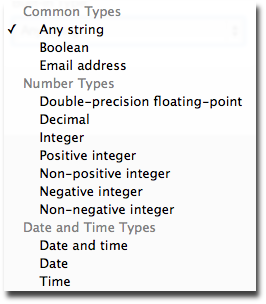 Common Types
✓ Any string
Boolean
Email address
Number Types
Double-precision floating-point
Decimal
Integer
Positive integer
Non-positive integer
Negative integer
Non-negative integer
Date and Time Types
Date and time
Date
Time